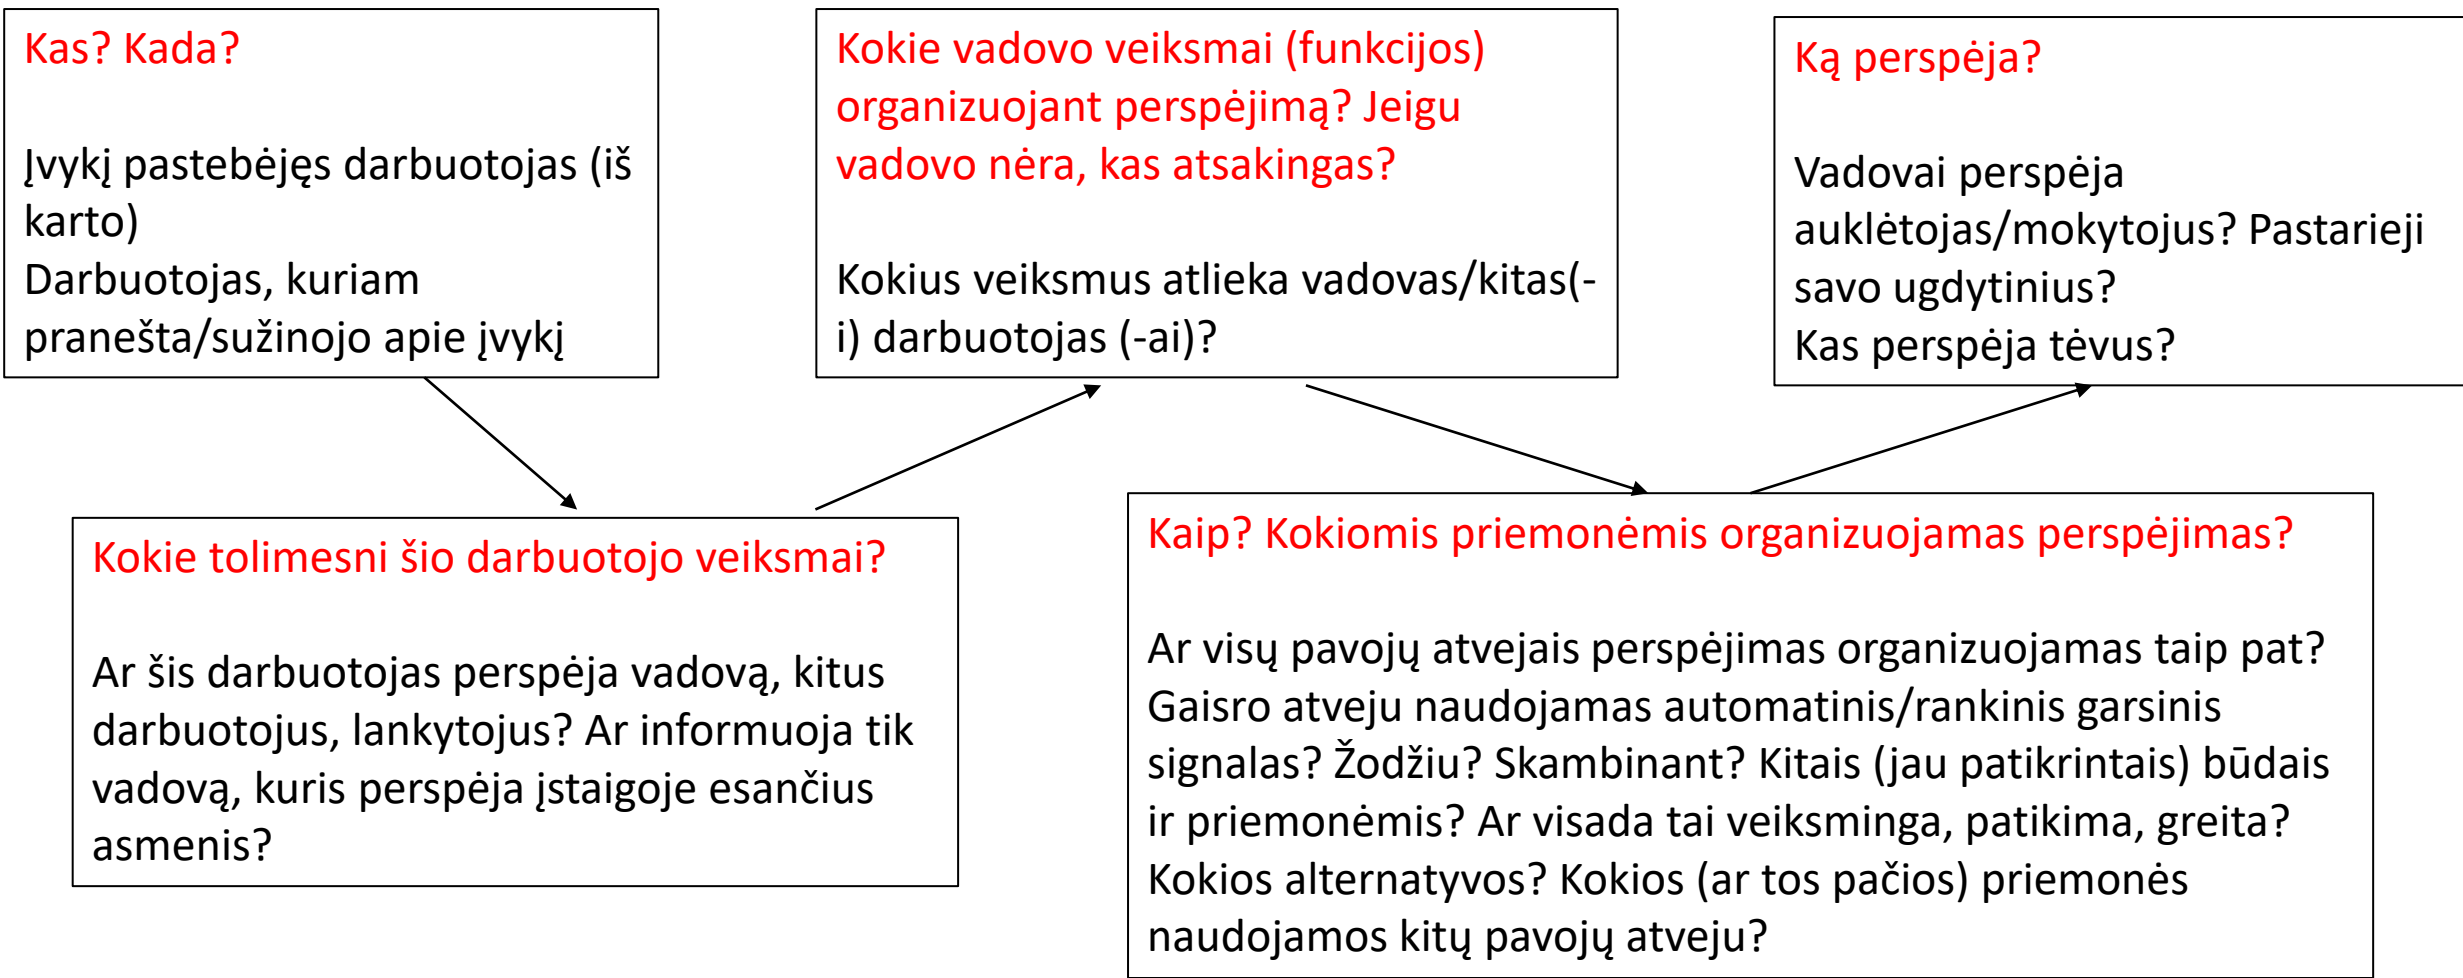 Kas? Kada?
Įvykį pastebėjęs darbuotojas (iš
karto)
Darbuotojas, kuriam
pranešta/sužinojo apie įvykį
Kokie tolimesni šio darbuotojo veiksmai?
Ar šis darbuotojas perspėja vadovą, kitus
darbuotojus, lankytojus? Ar informuoja tik
vadovą, kuris perspėja įstaigoje esančius
asmenis?
Kokie vadovo veiksmai (funkcijos)
organizuojant perspėjimą? Jeigu
vadovo nėra, kas atsakingas?
Kokius veiksmus atlieka vadovas/kitas(-
i) darbuotojas (-ai)?
Kaip? Kokiomis priemonėmis organizuojamas perspėjimas?
Ar visų pavojų atvejais perspėjimas organizuojamas taip pat?
Gaisro atveju naudojamas automatinis/rankinis garsinis
signalas? Žodžiu? Skambinant? Kitais (jau patikrintais) būdais
ir priemonėmis? Ar visada tai veiksminga, patikima, greita?
Kokios alternatyvos? Kokios (ar tos pačios) priemonės
naudojamos kitų pavojų atveju?
Ką perspėja?
Vadovai perspėja
auklėtojas/mokytojus? Pastarieji
savo ugdytinius?
Kas perspėja tėvus?